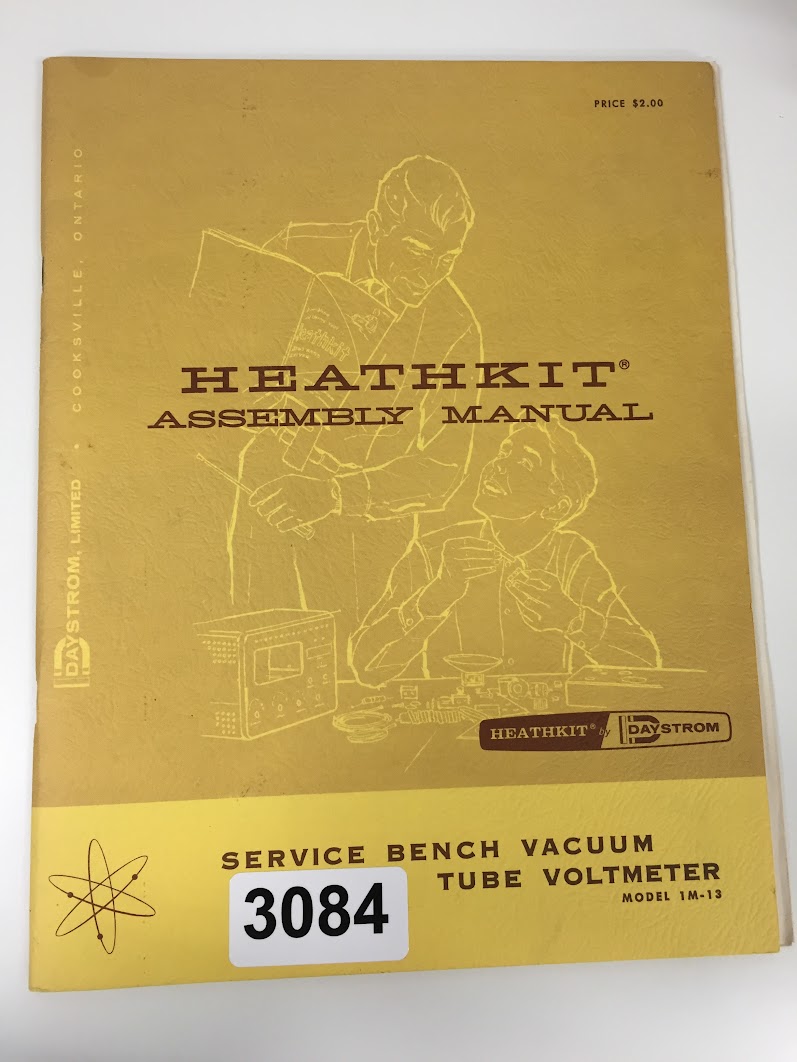 PRICE $2.00
HEATHKIT®
ASSEMBLY MANUAL
DAYSTROM, LIMITED • COOKSVILLE, ONTARIO
HEATHKIT® by DAYSTROM
SERVICE BENCH VACUUM
TUBE VOLTMETER
MODEL 1M-13
3084